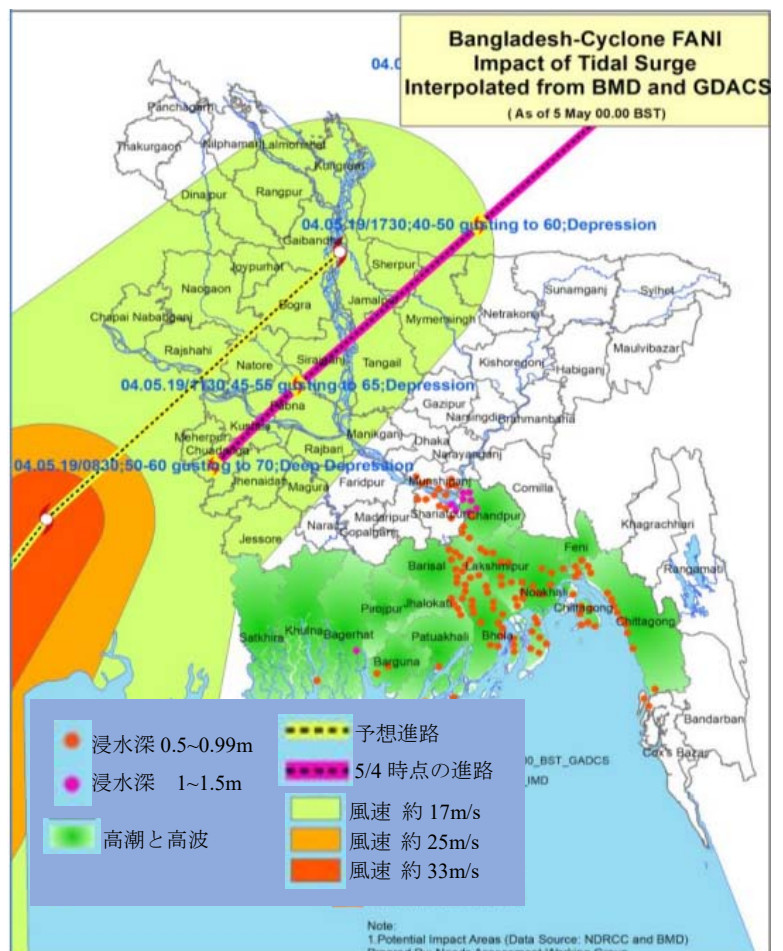 Bangladesh-Cyclone FANI
Impact of Tidal Surge
Interpolated from BMD and GDACS
( As of 5 May 00.00 BST)
Panchagarh
Thakurgaon
Nilphamari
Lalmonirhat
Kurigram
Dinajpur
Rangpur
04.05.19/1730;40-50 gusting to 60;Depression
Gaibandha
Sherpur
Joypurhat
Naogaon
Bogra
Jamalpur
Sunamganj
Sylhet
Netrakona
Mymensingh
Chapai Nababganj
Rajshahi
Natore
Sirajganj
Tangail
Kishoregonj
Habiganj
Maulvibazar
04.05.19/1130;45-55 gusting to 65;Depression
Pabna
Gazipur
Narsingdi
Brahmanbaria
Kushtia
Meherpur
Chuadanga
Rajbari
Manikganj
Dhaka
Narayanganj
04.05.19/0830;50-60 gusting to 70;Deep Depression
Jhenaidah
Magura
Faridpur
Munshiganj
Comilla
Shariatpur
Chandpur
Madaripur
Gopalganj
Khagrachhari
Jessore
Feni
Rangamati
Barisal
Lakshmipur
Noakhali
Chittagong
Chittagong
Pirojpur
Jhalokati
Satkhira
Khulna
Bagerhat
Patuakhali
Bhola
Barguna
Bandarban
Cox's Bazar
浸水深 0.5~0.99m
浸水深 1~1.5m
高潮と高波
予想進路
5/4 時点の進路
風速 約 17m/s
風速 約 25m/s
風速 約 33m/s
_BST_GADCS
_IMD
Note:
1.Potential Impact Areas (Data Source: NDRCC and BMD)